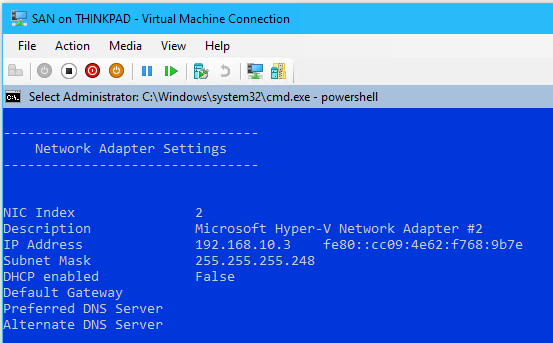 SAN on THINKPAD - Virtual Machine Connection
File Action Media View Help
Select Administrator: C:\Windows\system32\cmd.exe - powershell
--------------------------------
Network Adapter Settings
--------------------------------
NIC Index 2
Description Microsoft Hyper-V Network Adapter #2
IP Address 192.168.10.3 fe80::cc09:4e62:f768:9b7e
Subnet Mask 255.255.255.248
DHCP enabled False
Default Gateway
Preferred DNS Server
Alternate DNS Server